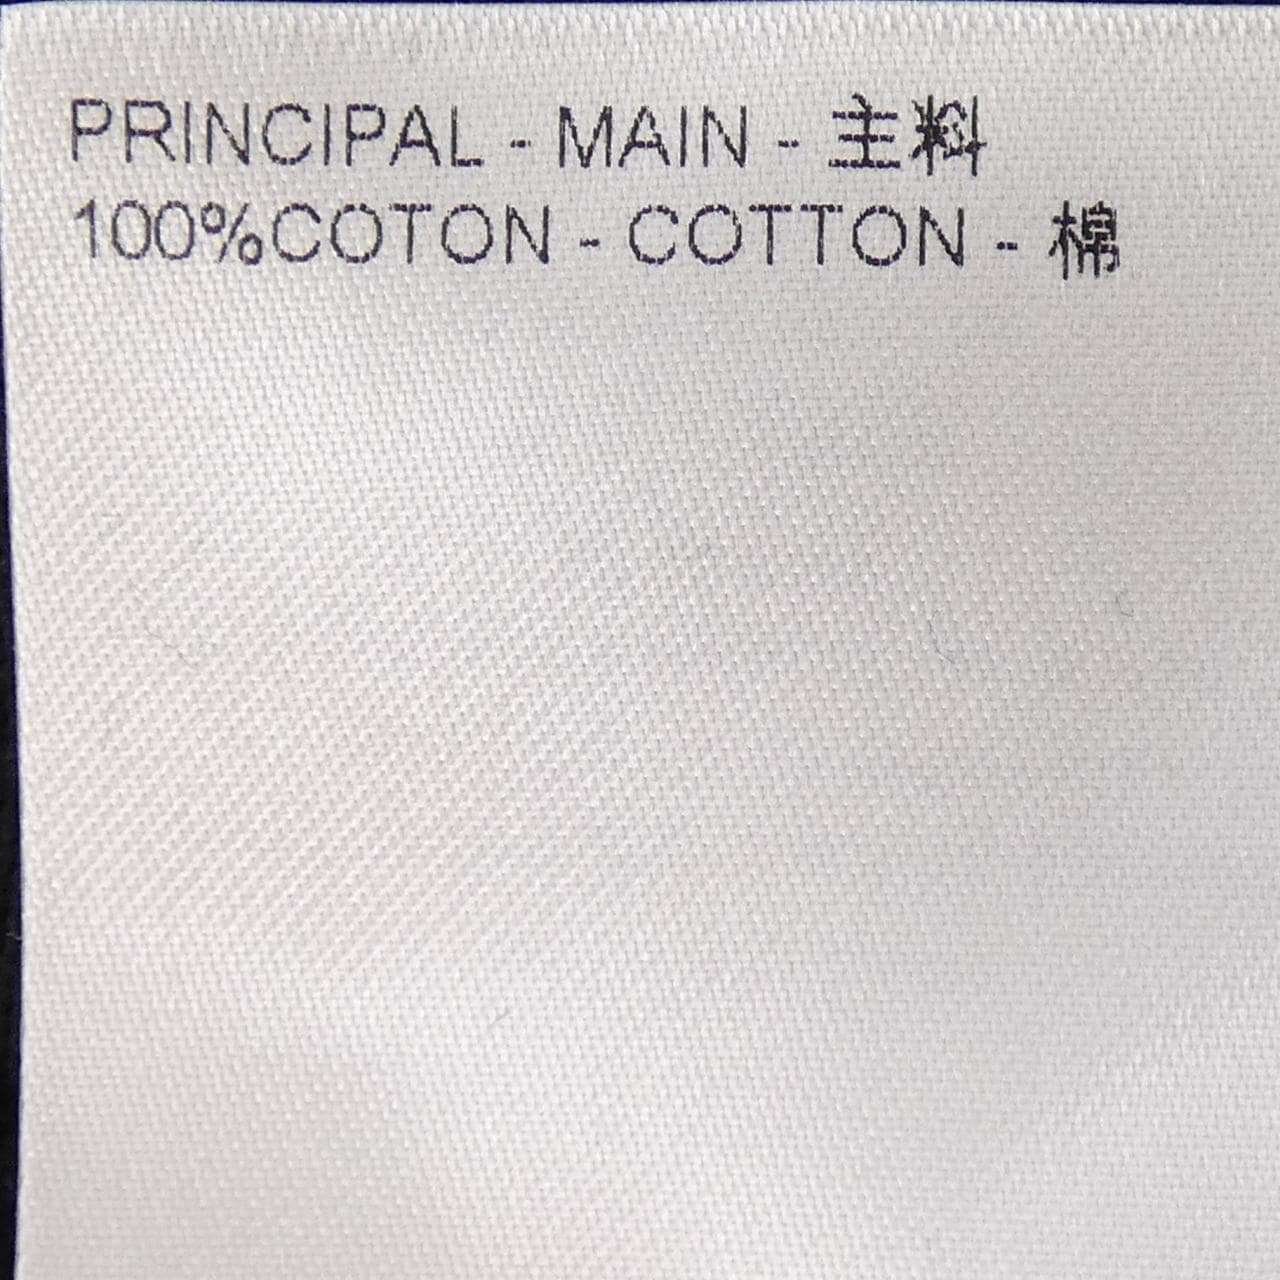 PRINCIPAL - MAIN - 主料
100%COTON - COTTON - 棉